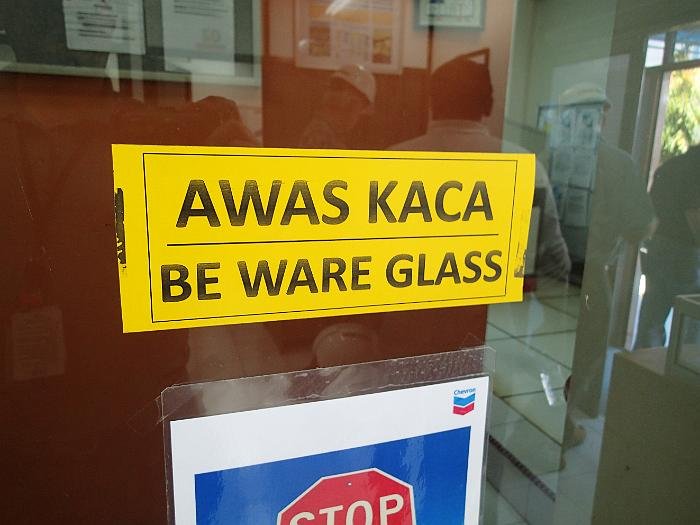 AWAS KACA
BE WARE GLASS
Chevron
STOP